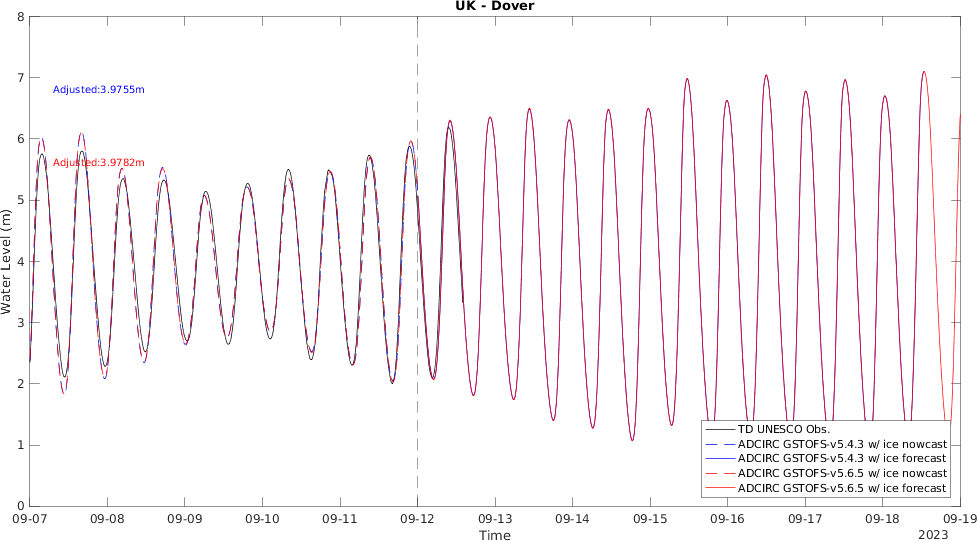 UK - Dover
8
7
6
5
4
3
2
1
0
Water Level (m)
Adjusted:3.9755m
Adjusted:3.9782m
TD UNESCO Obs.
ADCIRC GSTOFS-v5.4.3 w/ ice nowcast
ADCIRC GSTOFS-v5.4.3 w/ ice forecast
ADCIRC GSTOFS-v5.6.5 w/ ice nowcast
ADCIRC GSTOFS-v5.6.5 w/ ice forecast
09-07 09-08 09-09 09-10 09-11 09-12 09-13 09-14 09-15 09-16 09-17 09-18 09-19
Time
2023